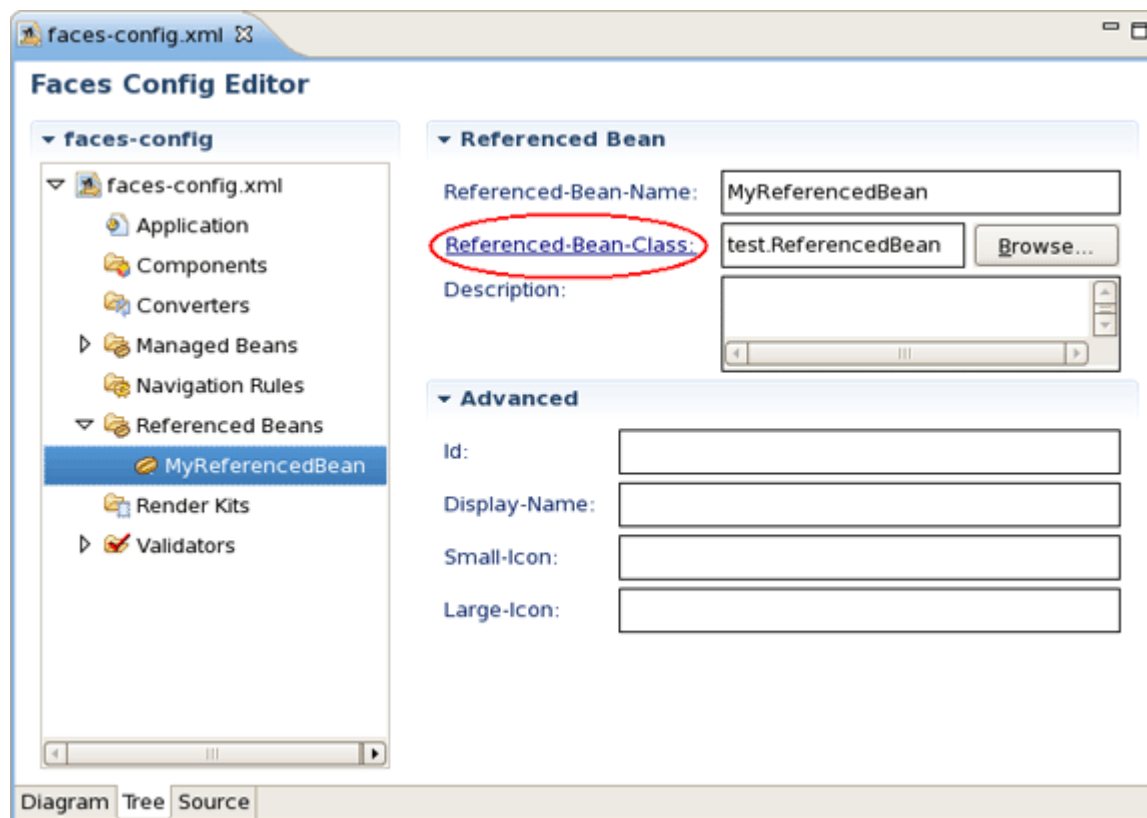 faces-config.xml
Faces Config Editor
faces-config
faces-config.xml
Application
Components
Converters
Managed Beans
Navigation Rules
Referenced Beans
MyReferencedBean
Render Kits
Validators
Referenced Bean
Referenced-Bean-Name: MyReferencedBean
Referenced-Bean-Class: test.ReferencedBean Browse...
Description:
Advanced
Id:
Display-Name:
Small-Icon:
Large-Icon:
Diagram Tree Source